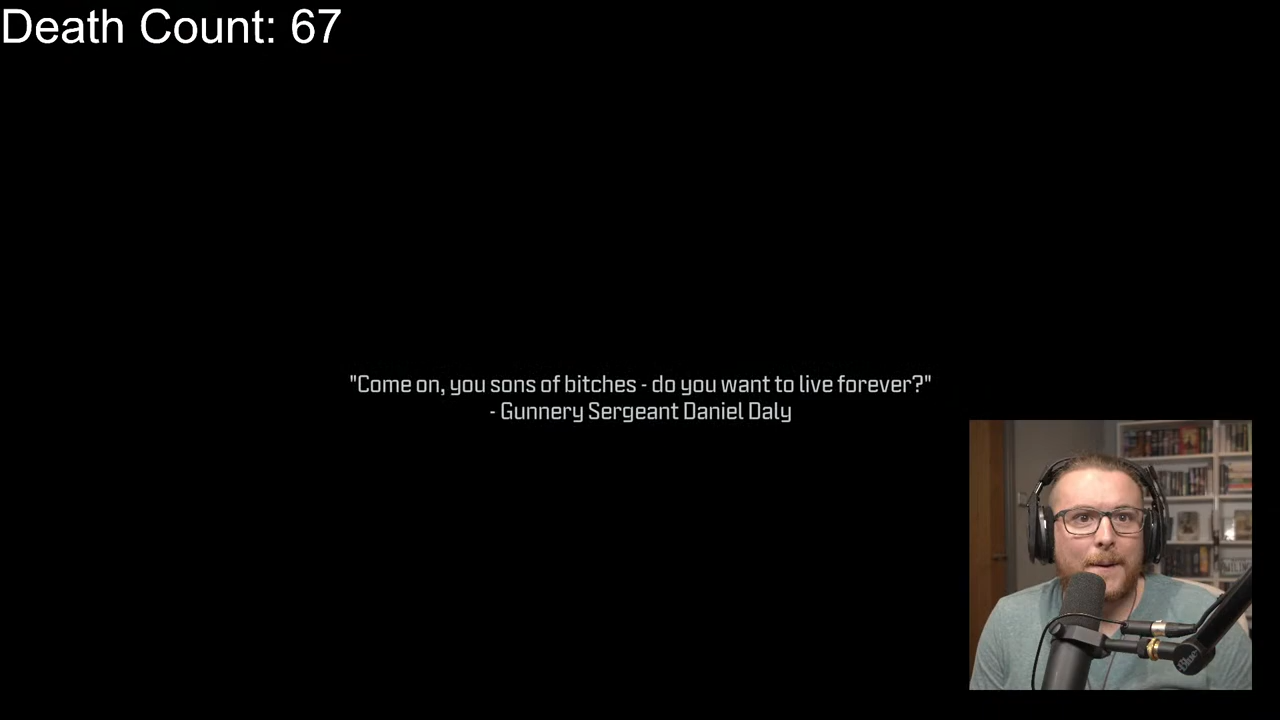 Death Count: 67
"Come on, you sons of bitches - do you want to live forever?"
- Gunnery Sergeant Daniel Daly
Blue